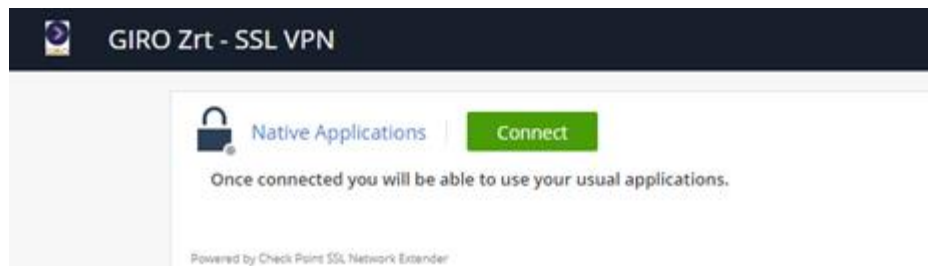 GIRO Zrt - SSL VPN
Native Applications
Connect
Once connected you will be able to use your usual applications.
Powered by Check Point SSL Network Extender